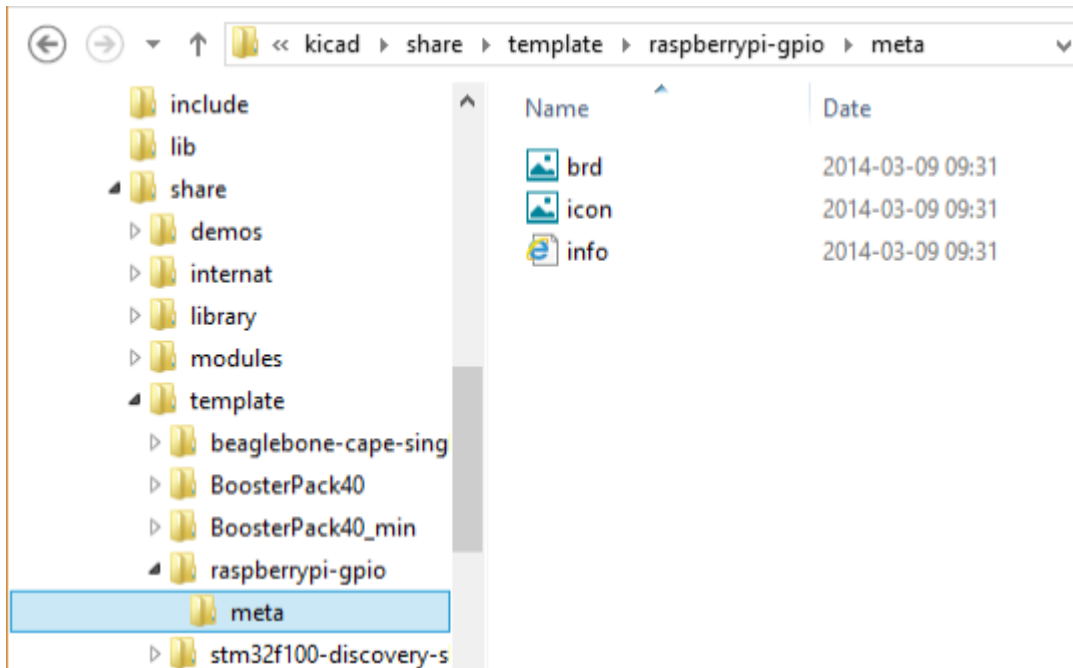 « kicad share template raspberrypi-gpio meta
include
lib
share
demos
internat
library
modules
template
beaglebone-cape-sing
BoosterPack40
BoosterPack40_min
raspberrypi-gpio
meta
stm32f100-discovery-s
Name Date
brd 2014-03-09 09:31
icon 2014-03-09 09:31
info 2014-03-09 09:31